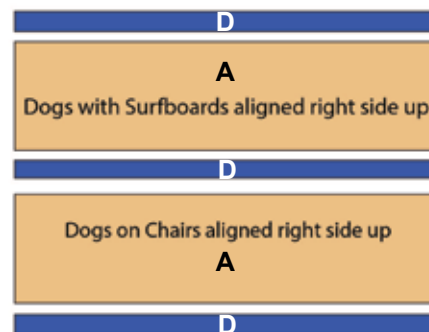 D
A
Dogs with Surfboards aligned right side up
D
Dogs on Chairs aligned right side up
A
D